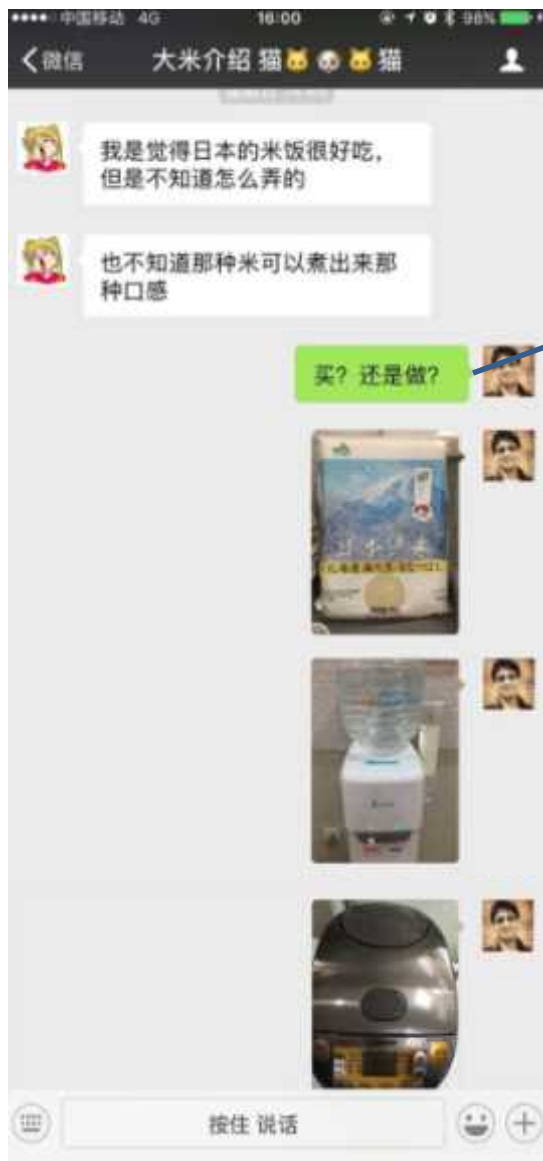 中国移动 4G 16:00 98%
微信 大米介绍 猫🐱🐶🐱猫
我是觉得日本的米饭很好吃，
但是不知道怎么弄的
也不知道那种米可以煮出来那
种口感
买？还是做？
按住 说话